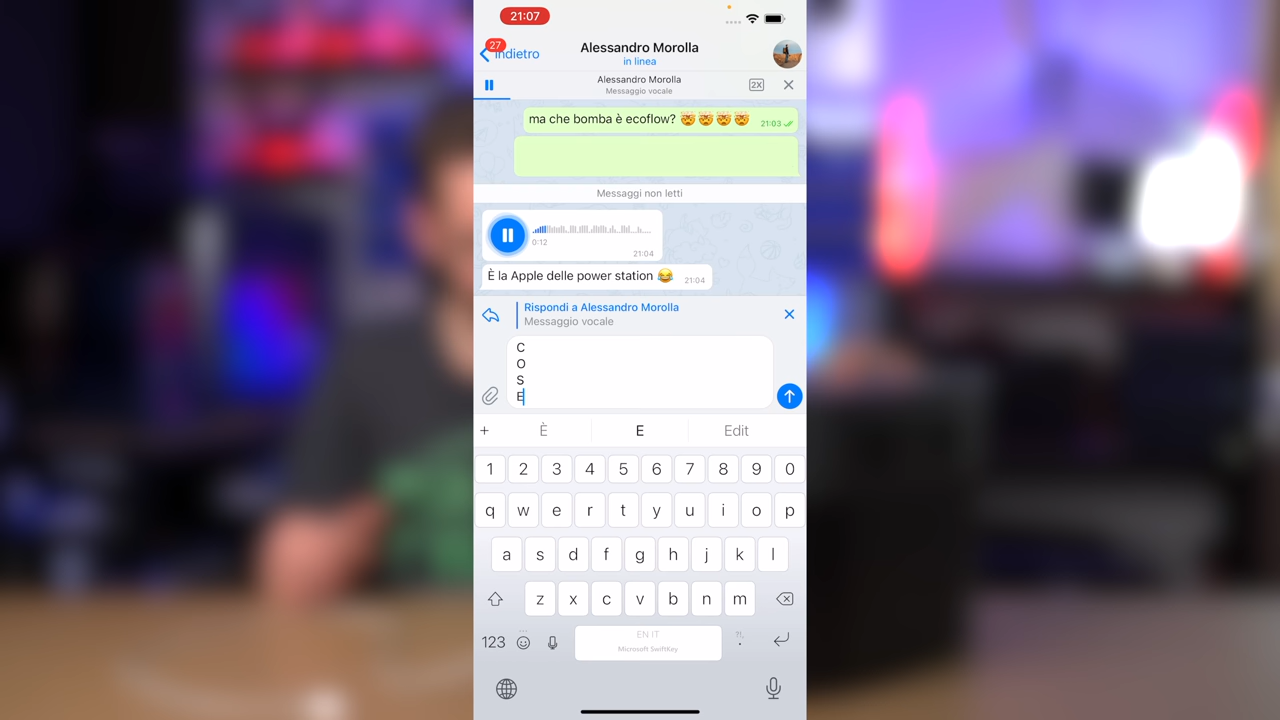 21:07
27
Indietro
Alessandro Morolla
in linea
Alessandro Morolla
Messaggio vocale
2X
ma che bomba è ecoflow? 🤯🤯🤯🤯 21:03
Messaggi non letti
0:12
21:04
È la Apple delle power station 😂 21:04
Rispondi a Alessandro Morolla
Messaggio vocale
C
O
S
E
+ È E Edit
1 2 3 4 5 6 7 8 9 0
q w e r t y u i o p
a s d f g h j k l
z x c v b n m
123 EN IT ?!,
.
Microsoft SwiftKey